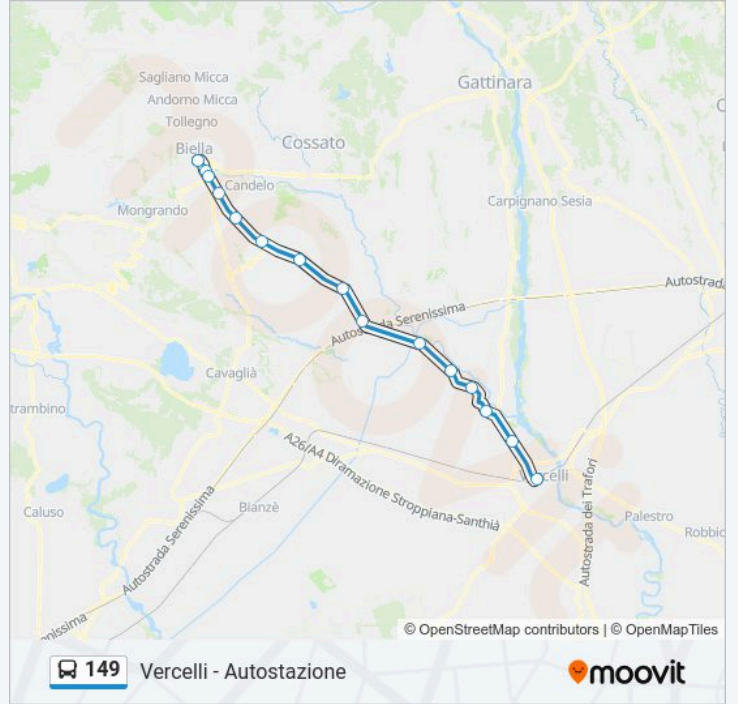 Gattinara
Sagliano Micca
Andorno Micca
Tollegno
Biella
Cossato
Candelo
Mongrando
Carpignano Sesia
Autostrada
Autostrada Serenissima
Cavaglià
trambino
A26/A4 Diramazione Stroppiana-Santhià
Vercelli
Caluso
Bianzè
Autostrada Serenissima
Autostrada dei Trafori
Palestro
Robbio
enissima
© OpenStreetMap contributors | © OpenMapTiles
149 Vercelli - Autostazione
moovit